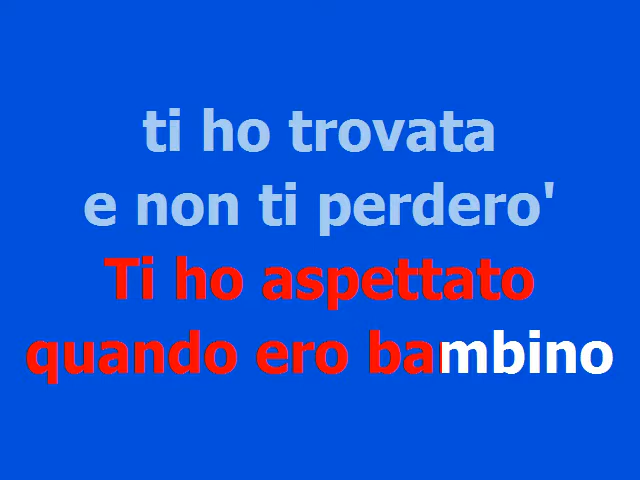 ti ho trovata
e non ti perdero'
Ti ho aspettato
quando ero bambino